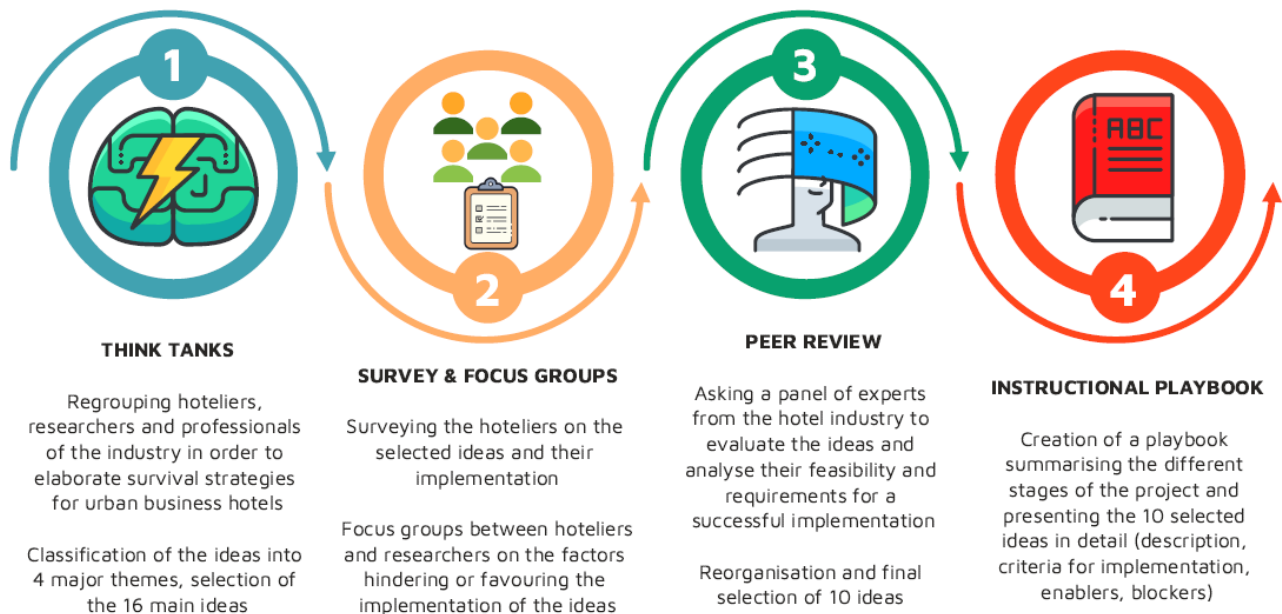 1
THINK TANKS
Regrouping hoteliers,
researchers and professionals
of the industry in order to
elaborate survival strategies
for urban business hotels
Classification of the ideas into
4 major themes, selection of
the 16 main ideas
2
SURVEY & FOCUS GROUPS
Surveying the hoteliers on the
selected ideas and their
implementation
Focus groups between hoteliers
and researchers on the factors
hindering or favouring the
implementation of the ideas
3
PEER REVIEW
Asking a panel of experts
from the hotel industry to
evaluate the ideas and
analyse their feasibility and
requirements for a
successful implementation
Reorganisation and final
selection of 10 ideas
ABC
4
INSTRUCTIONAL PLAYBOOK
Creation of a playbook
summarising the different
stages of the project and
presenting the 10 selected
ideas in detail (description,
criteria for implementation,
enablers, blockers)